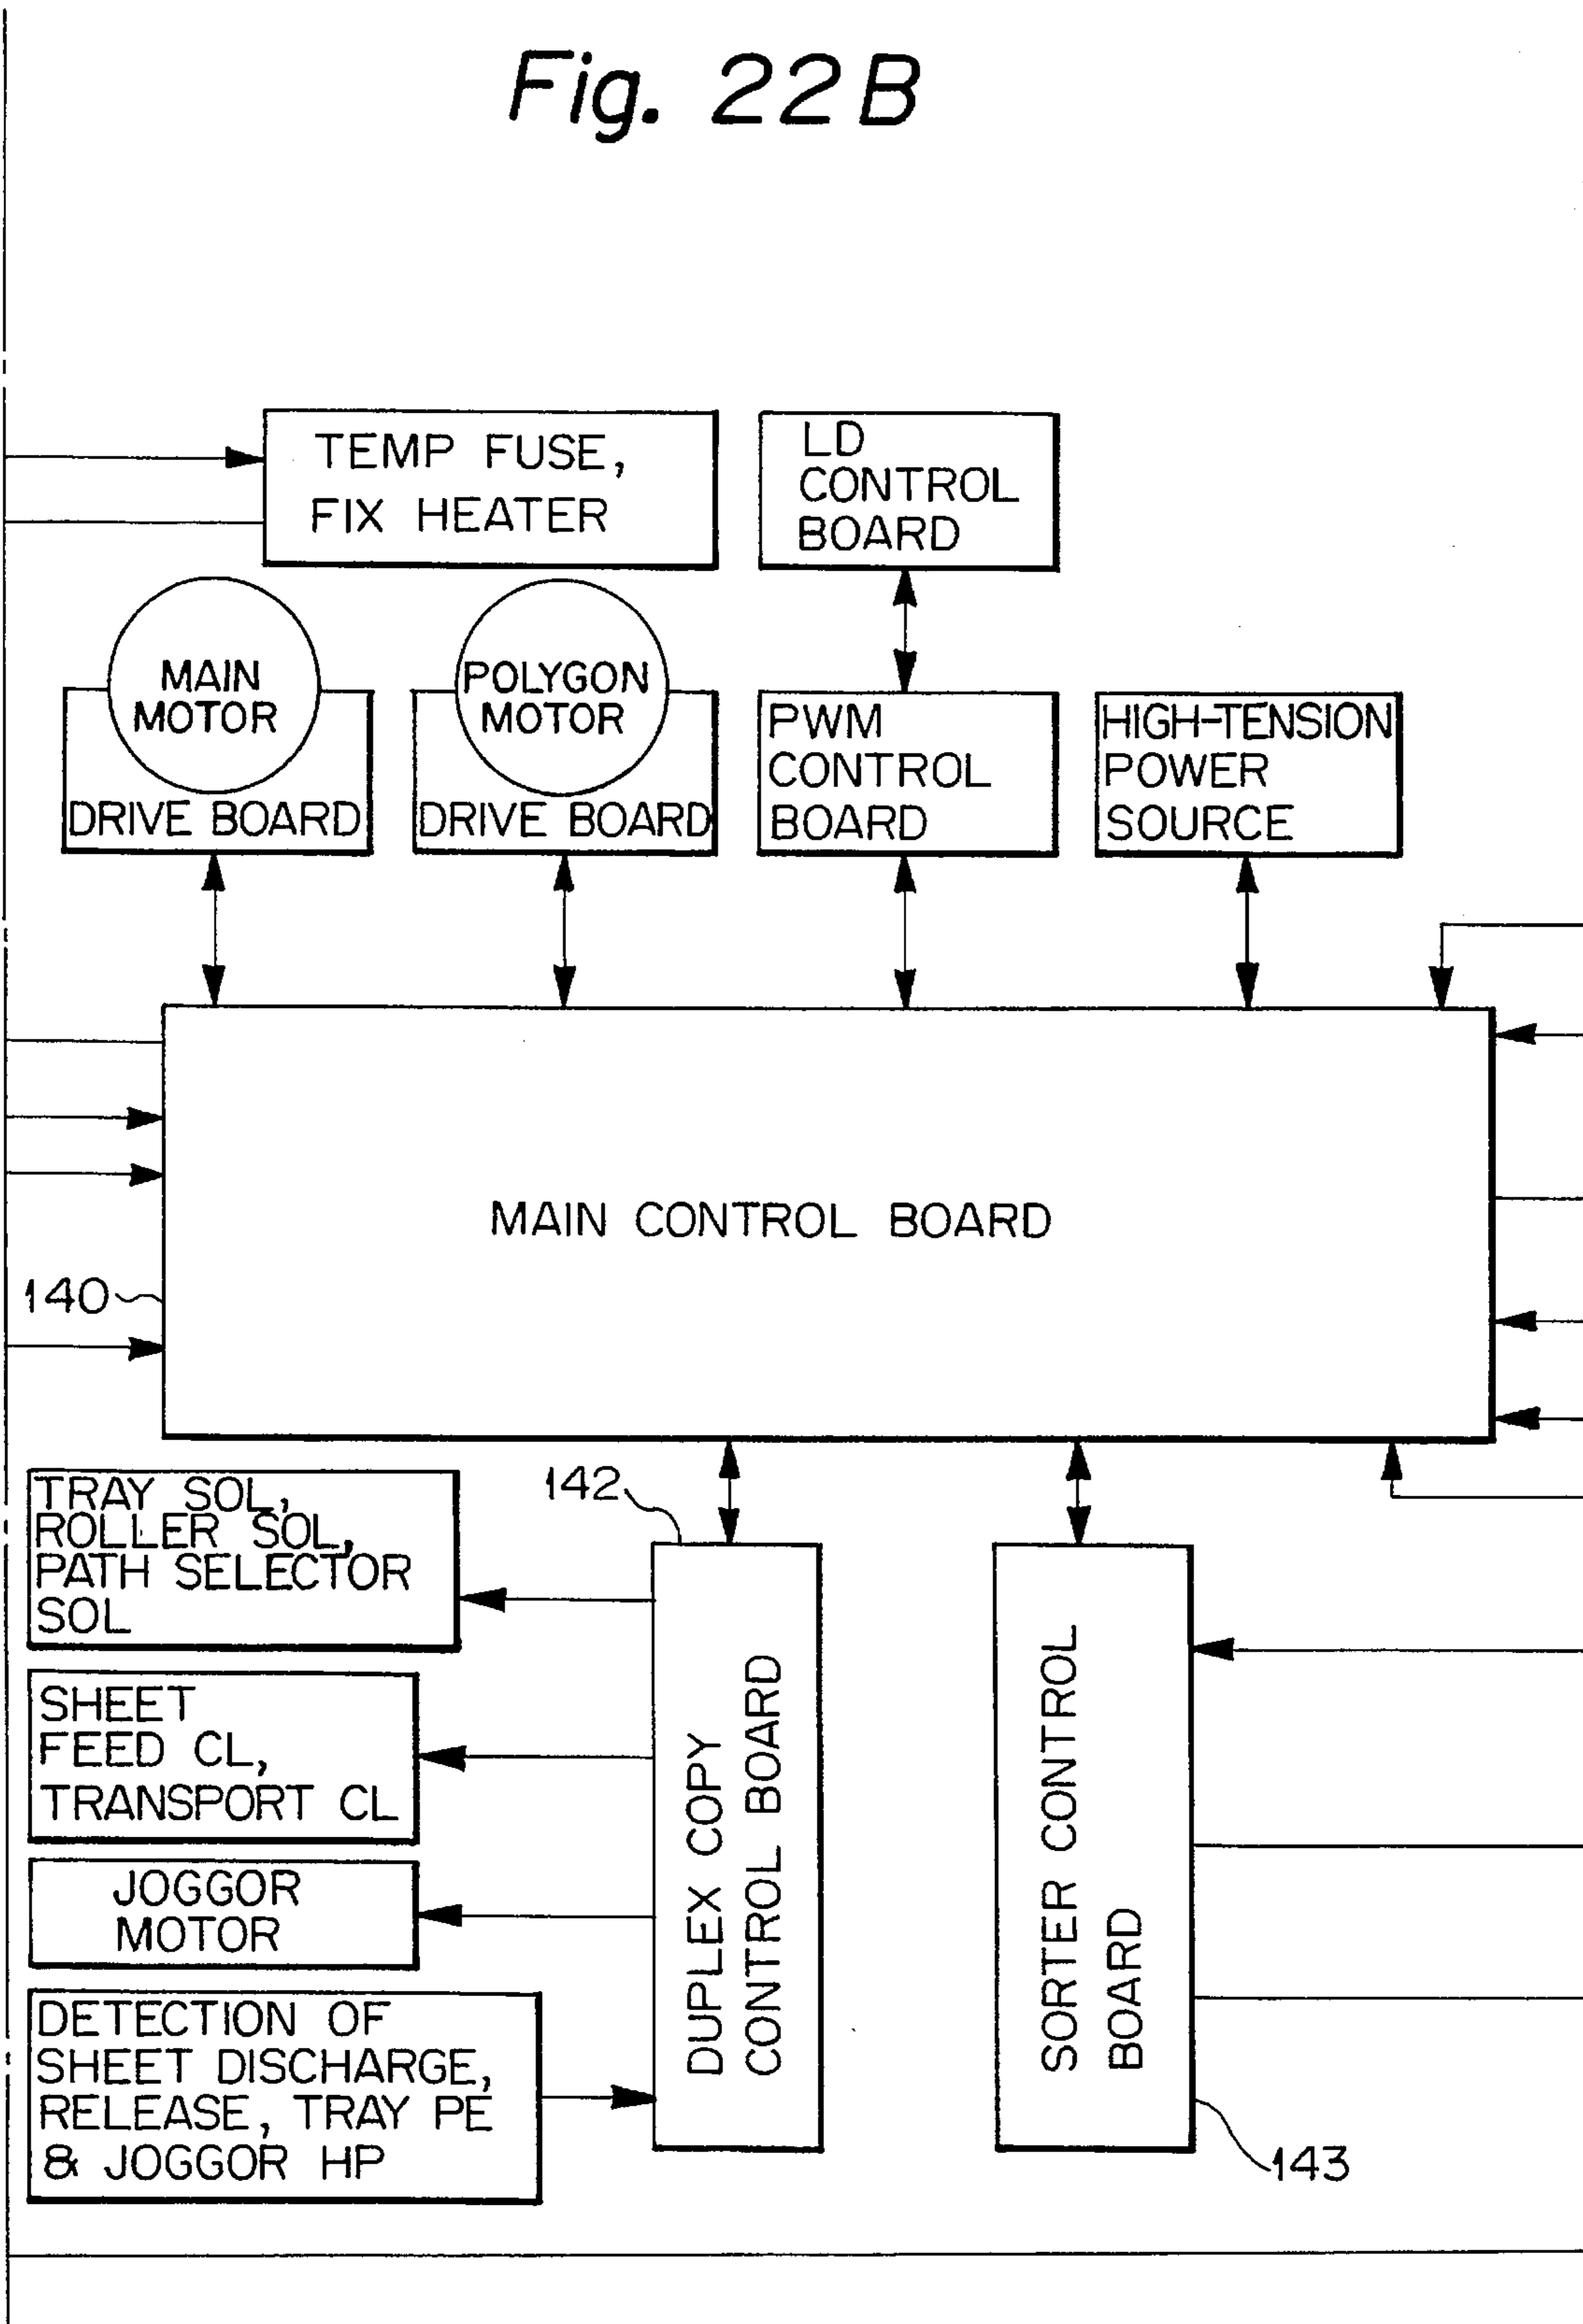 Fig. 22B
TEMP FUSE,
FIX HEATER
LD
CONTROL
BOARD
MAIN
MOTOR
DRIVE BOARD
POLYGON
MOTOR
DRIVE BOARD
PWM
CONTROL
BOARD
HIGH-TENSION
POWER
SOURCE
MAIN CONTROL BOARD
140
TRAY SOL,
ROLLER SOL,
PATH SELECTOR
SOL
142
SHEET
FEED CL,
TRANSPORT CL
JOGGOR
MOTOR
DETECTION OF
SHEET DISCHARGE,
RELEASE, TRAY PE
& JOGGOR HP
DUPLEX COPY
CONTROL BOARD
SORTER CONTROL
BOARD
143